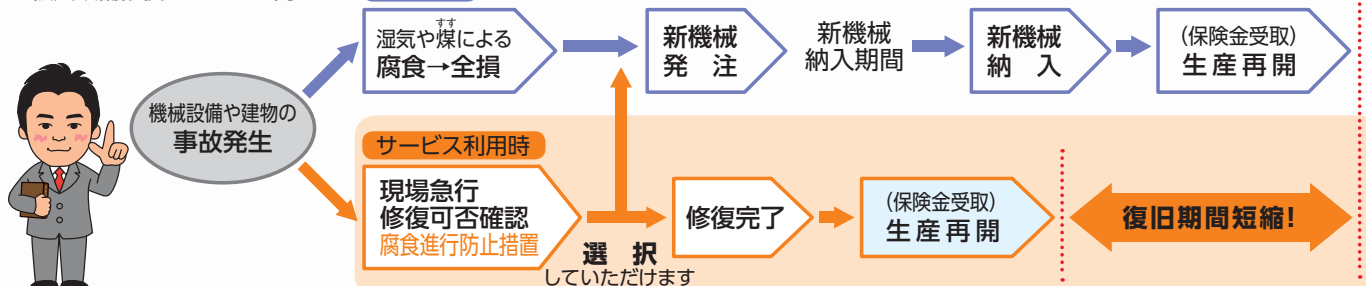 機械設備や建物の
事故発生
すす
湿気や煤による
腐食→全損
新機械
発 注
新機械
納入期間
新機械
納 入
(保険金受取)
生産再開
サービス利用時
現場急行
修復可否確認
腐食進行防止措置
選 択
していただけます
修復完了
(保険金受取)
生産再開
復旧期間短縮!